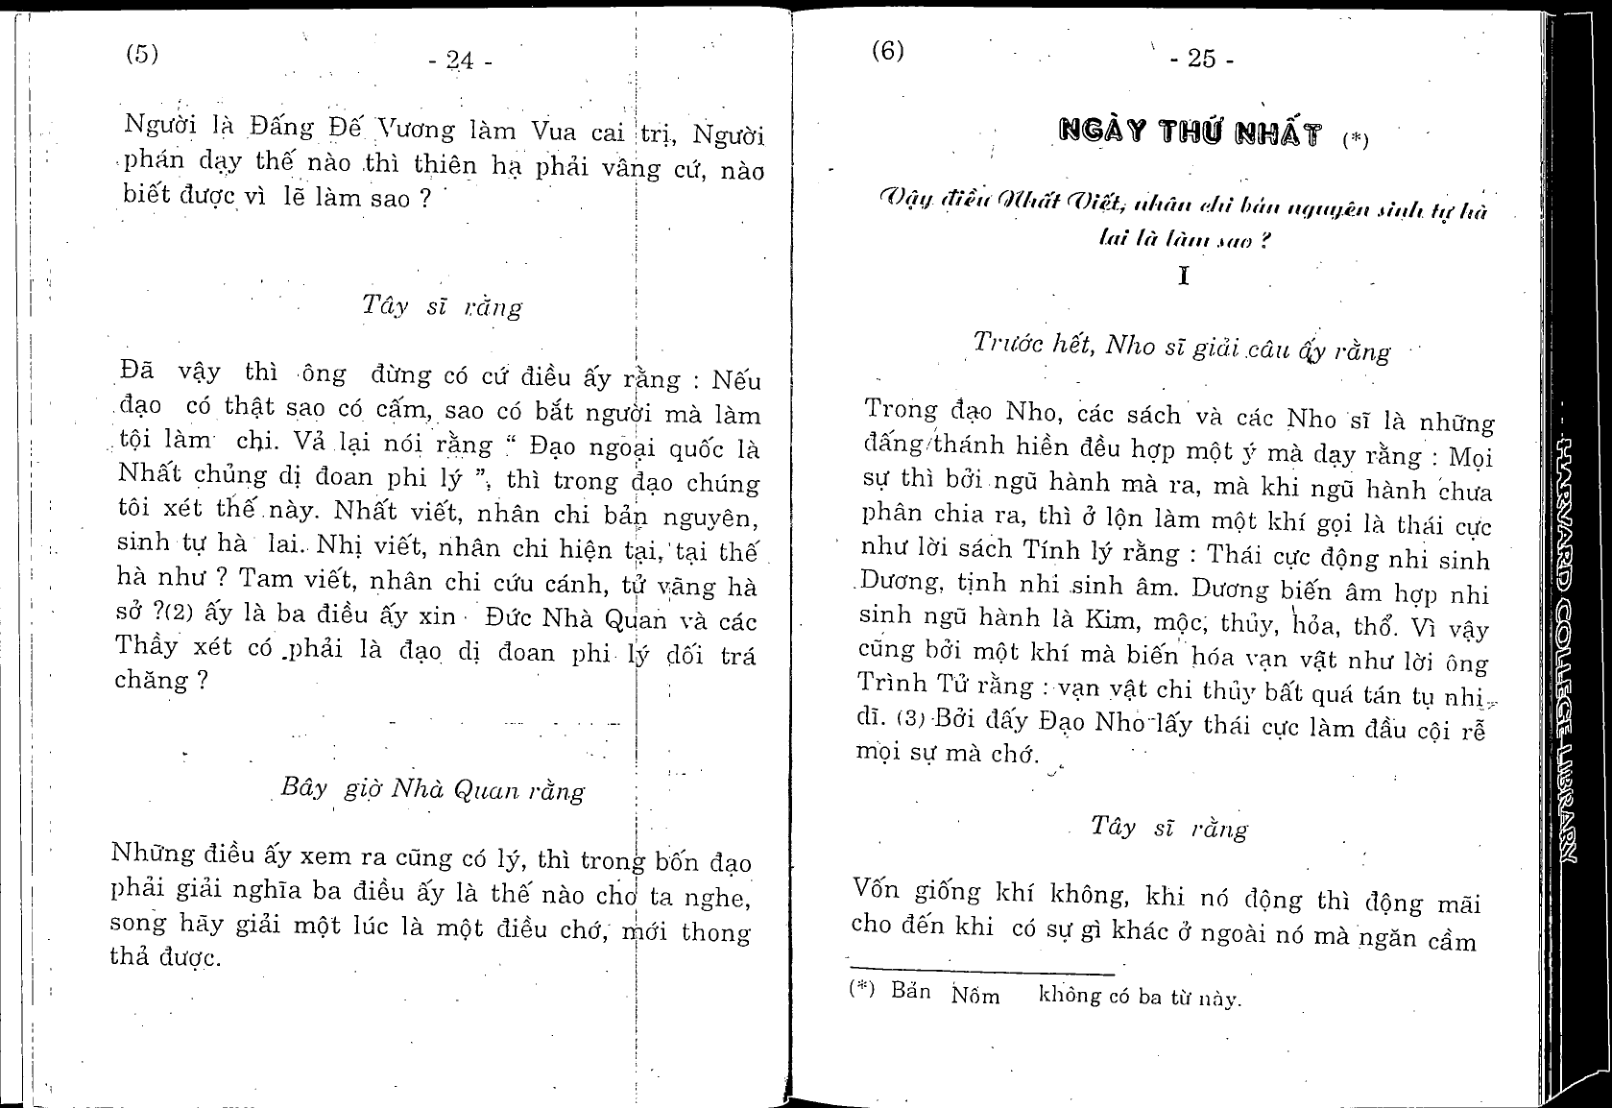 (5)
- 24 -
Người là Đấng Đế Vương làm Vua cai trị, Người
phán dạy thế nào thì thiên hạ phải vâng cứ, nào
biết được vì lẽ làm sao ?
Tây sĩ rằng
Đã vậy thì ông đừng có cứ điều ấy rằng : Nếu
đạo có thật sao có cấm, sao có bắt người mà làm
tội làm chi. Vả lại nói rằng “ Đạo ngoại quốc là
Nhất chủng dị đoan phi lý ”, thì trong đạo chúng
tôi xét thế này. Nhất viết, nhân chi bản nguyên,
sinh tự hà lai. Nhị viết, nhân chi hiện tại, tại thế
hà như ? Tam viết, nhân chi cứu cánh, tử vãng hà
sở ?(2) ấy là ba điều ấy xin Đức Nhà Quan và các
Thầy xét có phải là đạo dị đoan phi lý dối trá
chăng ?
Bây giờ Nhà Quan rằng
Những điều ấy xem ra cũng có lý, thì trong bốn đạo
phải giải nghĩa ba điều ấy là thế nào cho ta nghe,
song hãy giải một lúc là một điều chớ, mới thong
thả được.
(6)
- 25 -
NGÀY THỨ NHẤT (*)
Vậy điều Nhất Viết, nhân chi bản nguyên sinh tự hà
lai là làm sao ?
I
Trước hết, Nho sĩ giải câu ấy rằng
Trong đạo Nho, các sách và các Nho sĩ là những
đấng thánh hiền đều hợp một ý mà dạy rằng : Mọi
sự thì bởi ngũ hành mà ra, mà khi ngũ hành chưa
phân chia ra, thì ở lộn làm một khí gọi là thái cực
như lời sách Tính lý rằng : Thái cực động nhi sinh
Dương, tịnh nhi sinh âm. Dương biến âm hợp nhi
sinh ngũ hành là Kim, mộc, thủy, hỏa, thổ. Vì vậy
cũng bởi một khí mà biến hóa vạn vật như lời ông
Trình Tử rằng : vạn vật chi thủy bất quá tán tụ nhi
dĩ. (3) Bởi đấy Đạo Nho lấy thái cực làm đầu cội rễ
mọi sự mà chớ.
Tây sĩ rằng
Vốn giống khí không, khi nó động thì động mãi
cho đến khi có sự gì khác ở ngoài nó mà ngăn cầm
(*) Bản Nôm không có ba từ này.
HARVARD COLLEGE LIBRARY